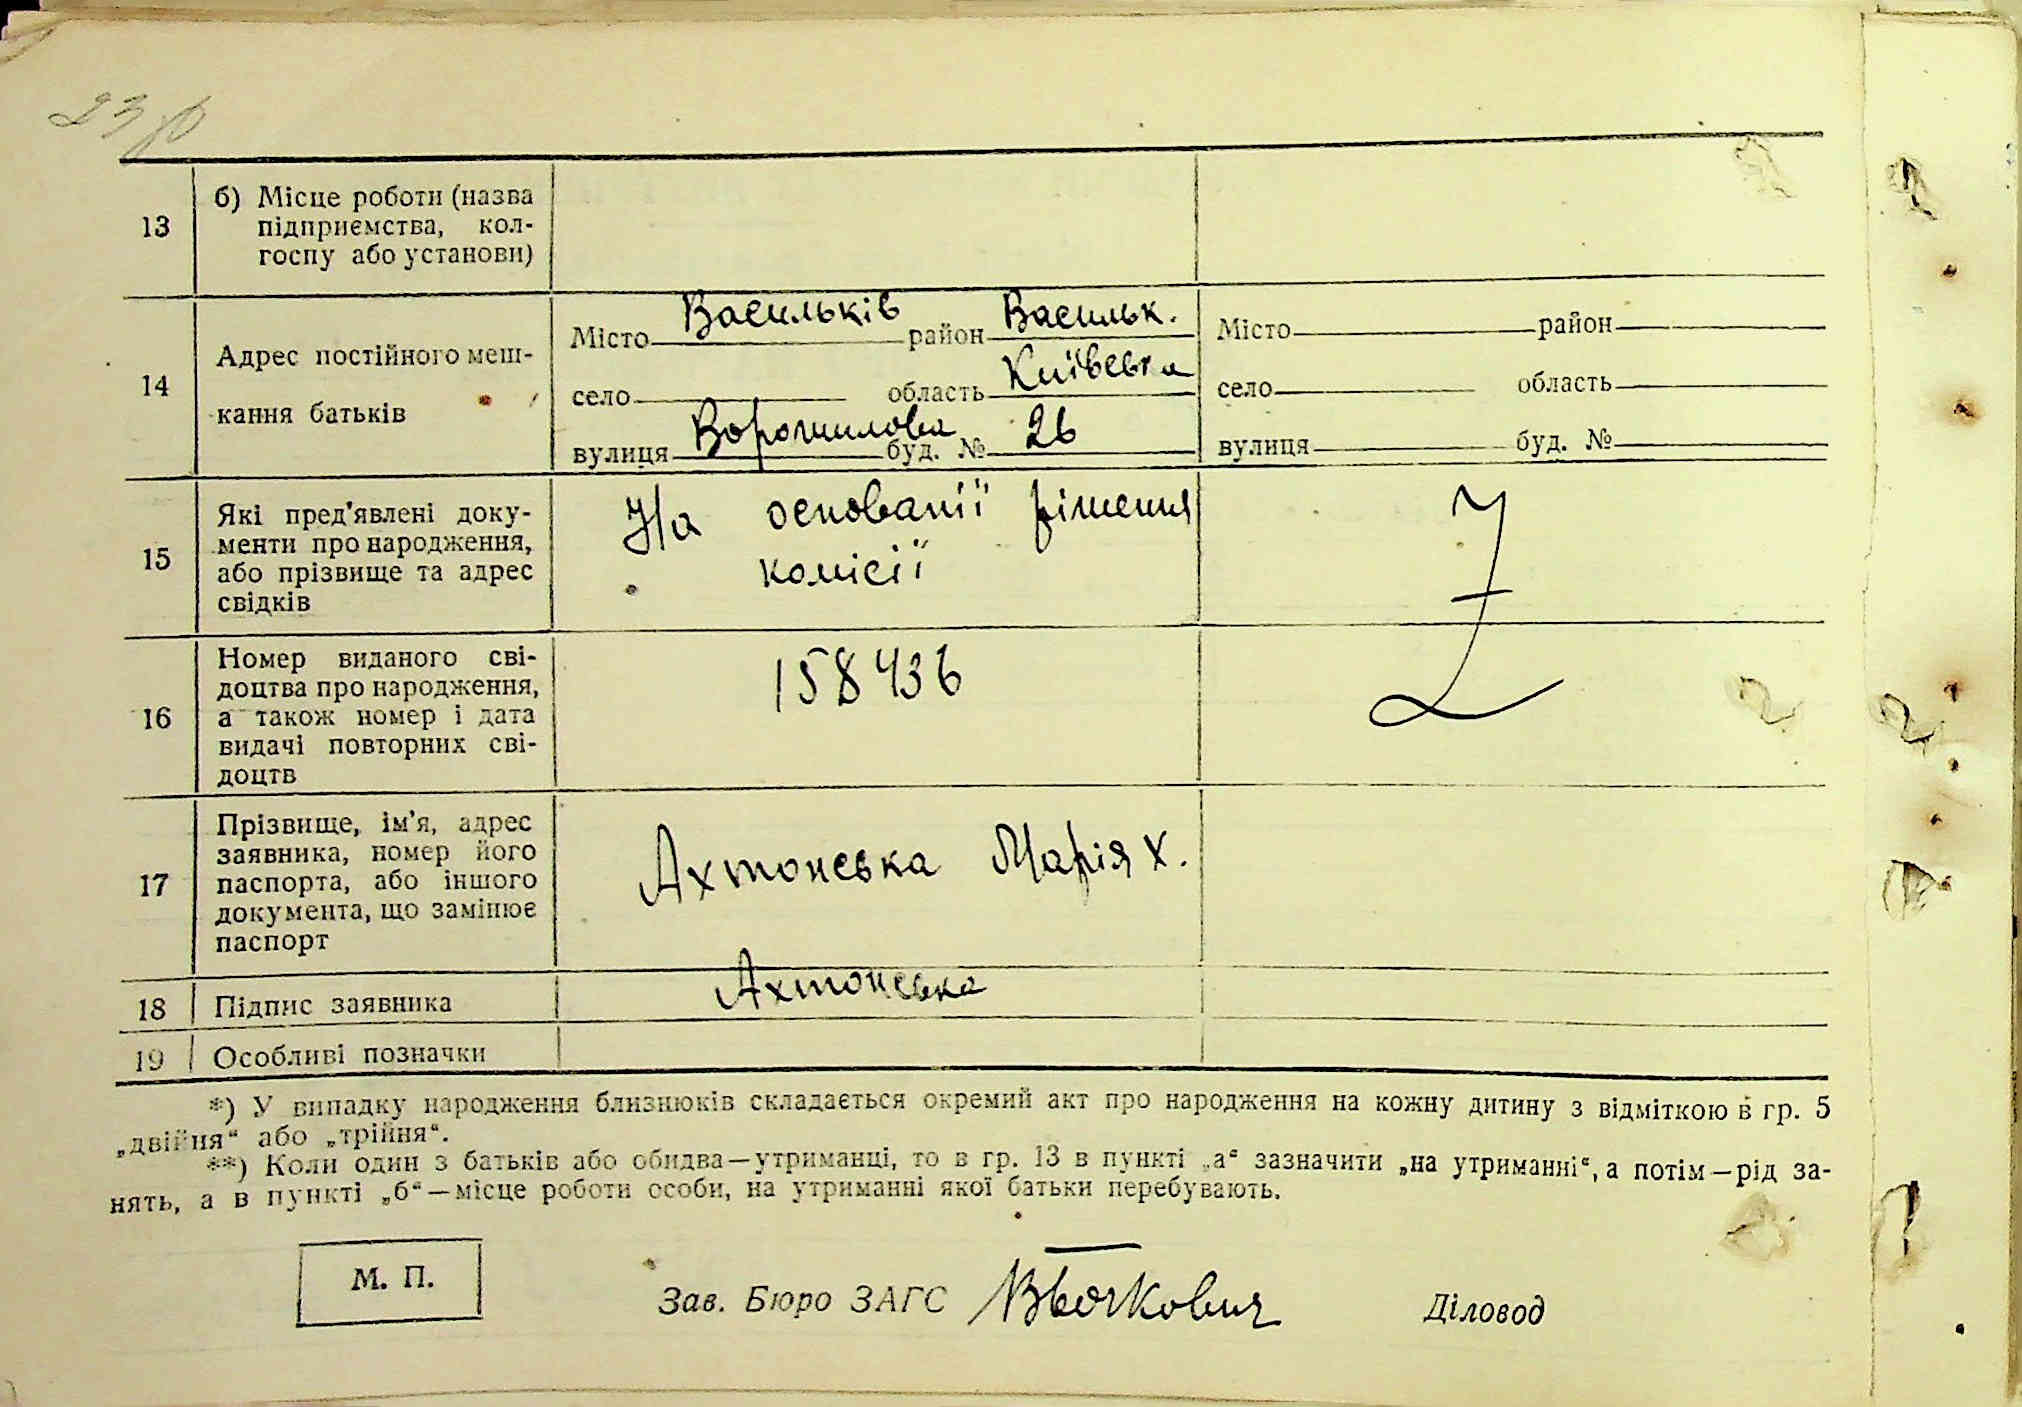 13
б) Місце роботи (назва
підприємства, кол-
госпу або установи)
14
Адрес постійного меш-
кання батьків
Місто Васильків район Васильк.
село область Київська
вулиця Ворошилова буд. № 26
Місто район
село область
вулиця буд. №
15
Які пред'явлені доку-
менти про народження,
або прізвище та адрес
свідків
На основанії рішення
комісії
16
Номер виданого сві-
доцтва про народження,
а також номер і дата
видачі повторних сві-
доцтв
158436
17
Прізвище, ім'я, адрес
заявника, номер його
паспорта, або іншого
документа, що замінює
паспорт
Ахтонська Марія Х.
18 Підпис заявника
Ахтонська
19 Особливі позначки
*) У випадку народження близнюків складається окремий акт про народження на кожну дитину з відміткою в гр. 5
„двійня“ або „трійня“.
**) Коли один з батьків або обидва—утриманці, то в гр. 13 в пункті „а“ зазначити „на утриманні“, а потім—рід за-
нять, а в пункті „б“—місце роботи особи, на утриманні якої батьки перебувають.
М. П.
Зав. Бюро ЗАГС
Діловод